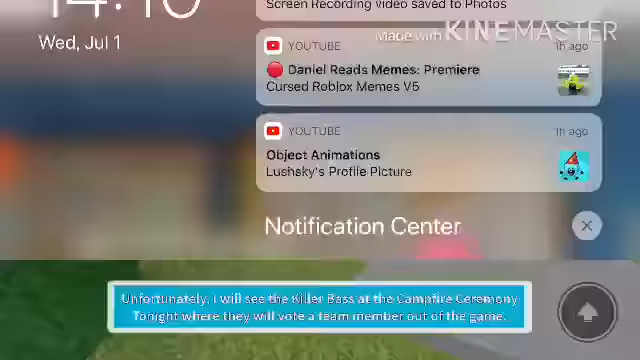 14:10
Screen Recording video saved to Photos
Made with KINEMASTER
Wed, Jul 1
YOUTUBE 1h ago
🔴 Daniel Reads Memes: Premiere
Cursed Roblox Memes V5
YOUTUBE 1h ago
Object Animations
Lushsky's Profile Picture
Notification Center
Unfortunately, I will see the Killer Bass at the Campfire Ceremony
Tonight where they will vote a team member out of the game.